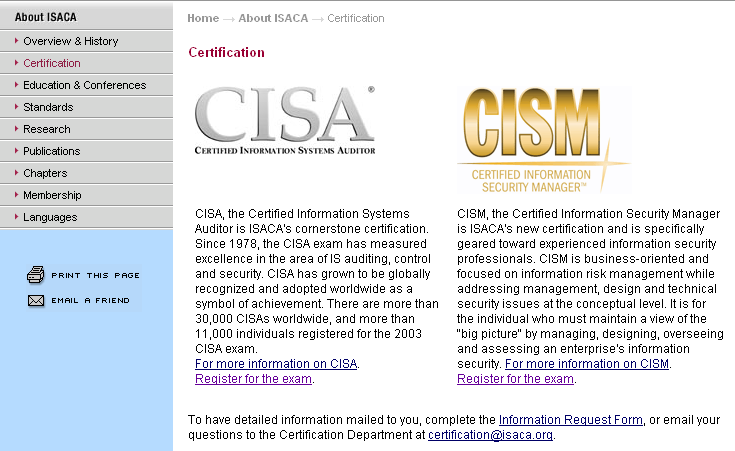 About ISACA
Overview & History
Certification
Education & Conferences
Standards
Research
Publications
Chapters
Membership
Languages
PRINT THIS PAGE
EMAIL A FRIEND
Home → About ISACA → Certification
Certification
CISA®
CERTIFIED INFORMATION SYSTEMS AUDITOR
CISA, the Certified Information Systems
Auditor is ISACA's cornerstone certification.
Since 1978, the CISA exam has measured
excellence in the area of IS auditing, control
and security. CISA has grown to be globally
recognized and adopted worldwide as a
symbol of achievement. There are more than
30,000 CISAs worldwide, and more than
11,000 individuals registered for the 2003
CISA exam.
For more information on CISA.
Register for the exam.
CISM
CERTIFIED INFORMATION
SECURITY MANAGER™
CISM, the Certified Information Security Manager
is ISACA's new certification and is specifically
geared toward experienced information security
professionals. CISM is business-oriented and
focused on information risk management while
addressing management, design and technical
security issues at the conceptual level. It is for
the individual who must maintain a view of the
"big picture" by managing, designing, overseeing
and assessing an enterprise's information
security. For more information on CISM.
Register for the exam.
To have detailed information mailed to you, complete the Information Request Form, or email your
questions to the Certification Department at certification@isaca.org.